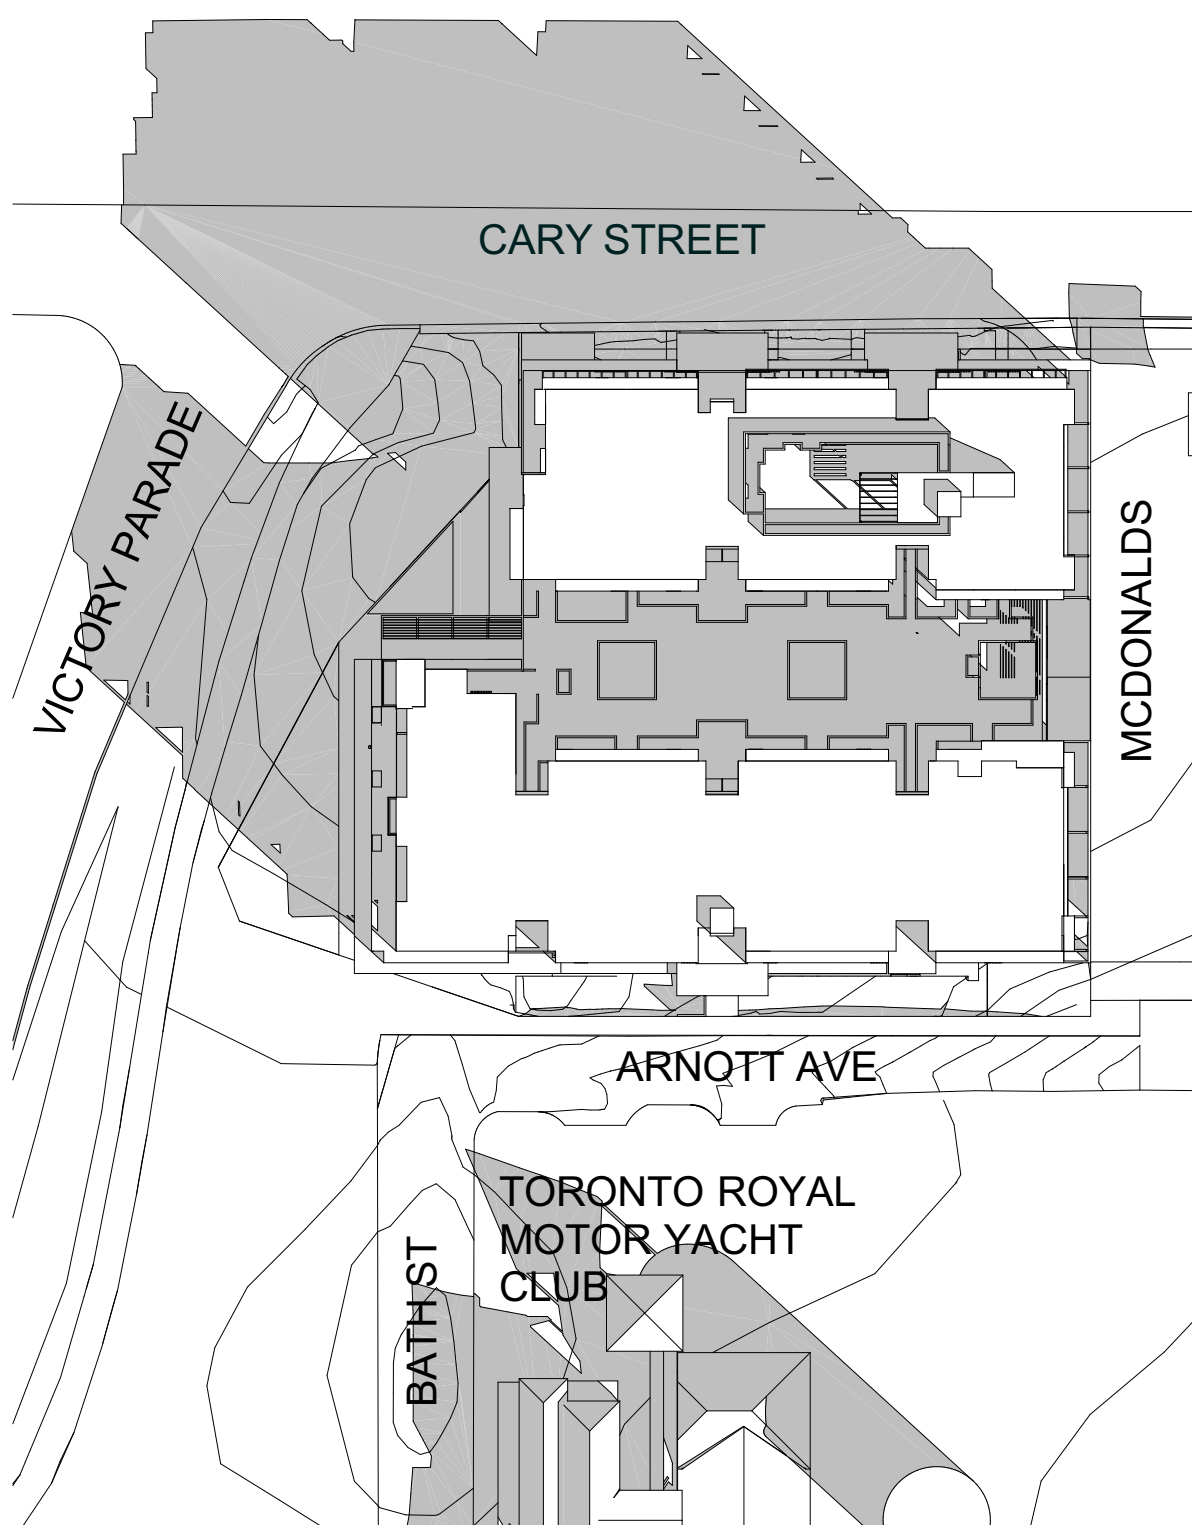 CARY STREET
VICTORY PARADE
MCDONALDS
ARNOTT AVE
TORONTO ROYAL
MOTOR YACHT
CLUB
BATH ST